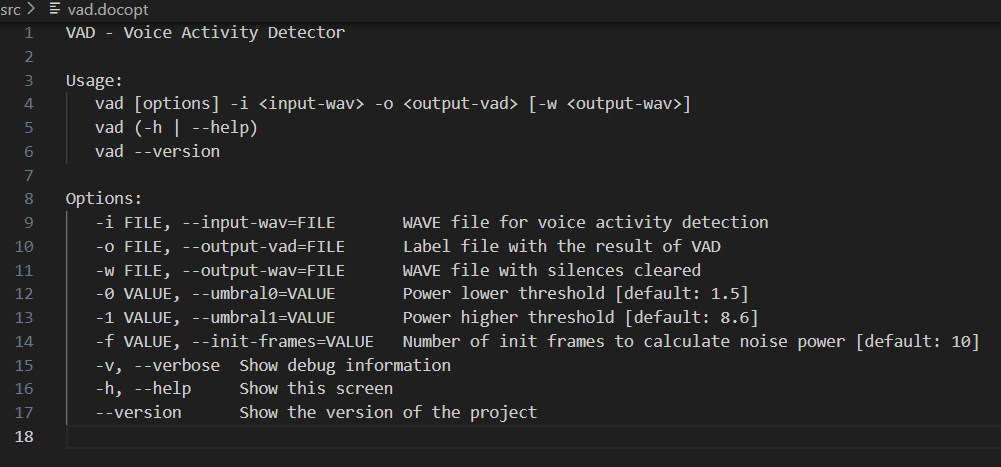 src > vad.docopt
1 VAD - Voice Activity Detector
2
3 Usage:
4 vad [options] -i <input-wav> -o <output-vad> [-w <output-wav>]
5 vad (-h | --help)
6 vad --version
7
8 Options:
9 -i FILE, --input-wav=FILE WAVE file for voice activity detection
10 -o FILE, --output-vad=FILE Label file with the result of VAD
11 -w FILE, --output-wav=FILE WAVE file with silences cleared
12 -0 VALUE, --umbral0=VALUE Power lower threshold [default: 1.5]
13 -1 VALUE, --umbral1=VALUE Power higher threshold [default: 8.6]
14 -f VALUE, --init-frames=VALUE Number of init frames to calculate noise power [default: 10]
15 -v, --verbose Show debug information
16 -h, --help Show this screen
17 --version Show the version of the project
18